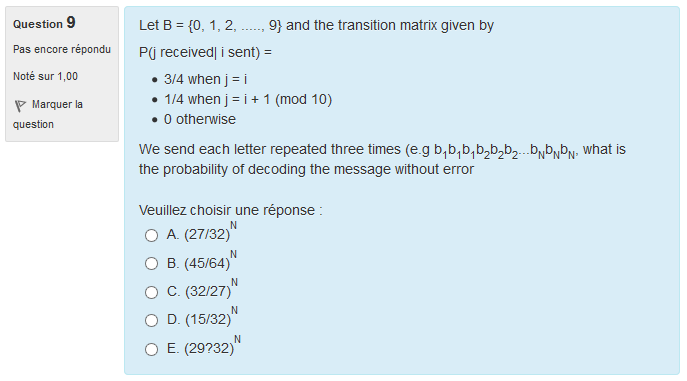 Question 9
Pas encore répondu
Noté sur 1,00
Marquer la
question
Let B = {0, 1, 2, ....., 9} and the transition matrix given by
P(j received| i sent) =
• 3/4 when j = i
• 1/4 when j = i + 1 (mod 10)
• 0 otherwise
We send each letter repeated three times (e.g b₁b₁b₁b₂b₂b₂...bNbNbN, what is
the probability of decoding the message without error
Veuillez choisir une réponse :
A. (27/32)^N
B. (45/64)^N
C. (32/27)^N
D. (15/32)^N
E. (29?32)^N